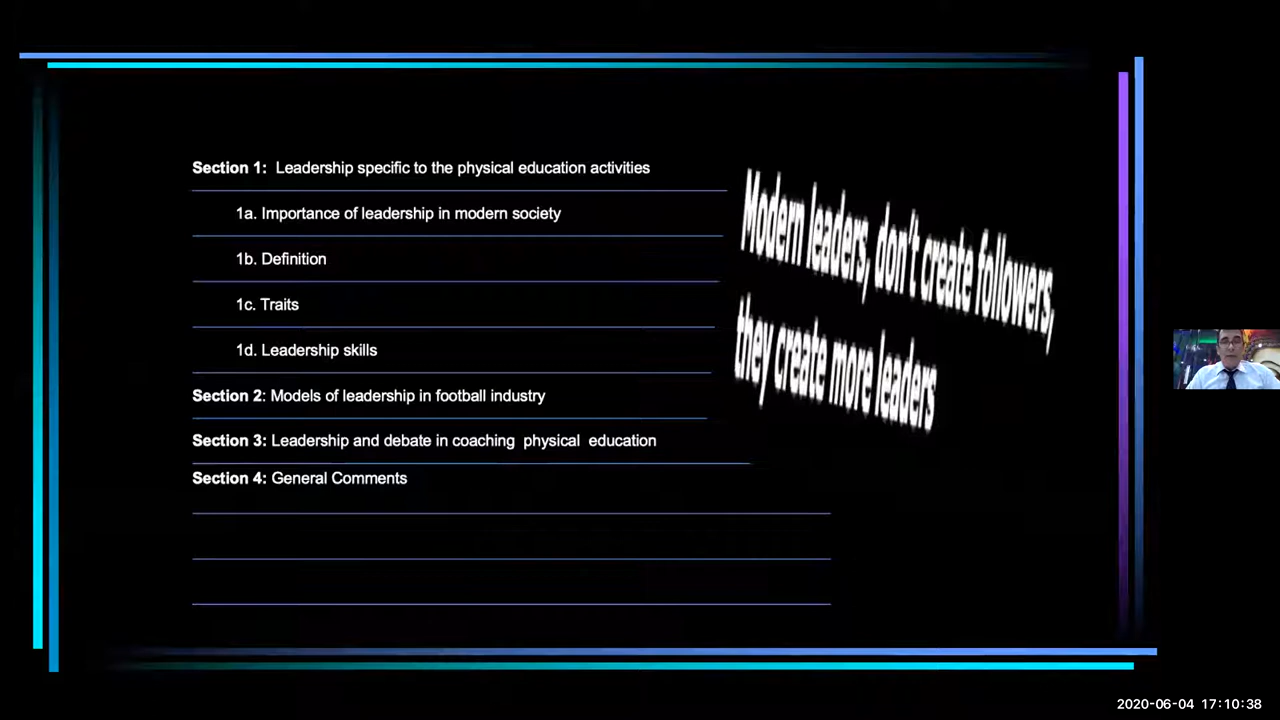 Section 1: Leadership specific to the physical education activities
1a. Importance of leadership in modern society
1b. Definition
1c. Traits
1d. Leadership skills
Section 2: Models of leadership in football industry
Section 3: Leadership and debate in coaching physical education
Section 4: General Comments
Modern leaders, don't create followers,
they create more leaders
2020-06-04 17:10:38